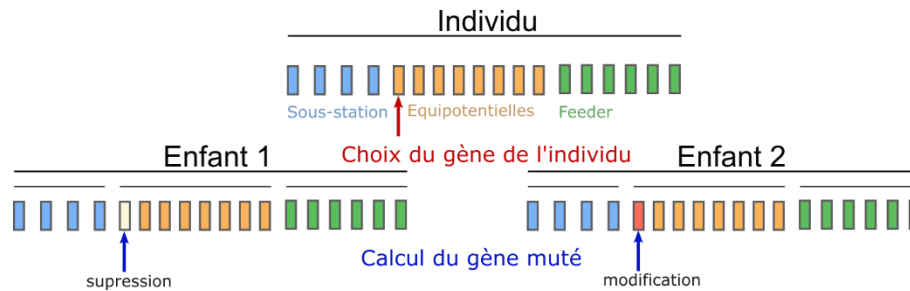 Individu
Sous-station Equipotentielles Feeder
Choix du gène de l'individu
Enfant 1 Enfant 2
Calcul du gène muté
supression modification